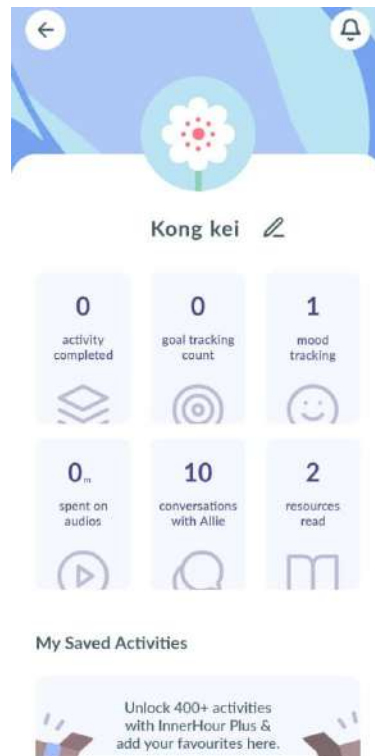 Kong kei
0
activity
completed
0
goal tracking
count
1
mood
tracking
0m
spent on
audios
10
conversations
with Allie
2
resources
read
My Saved Activities
Unlock 400+ activities
with InnerHour Plus &
add your favourites here.